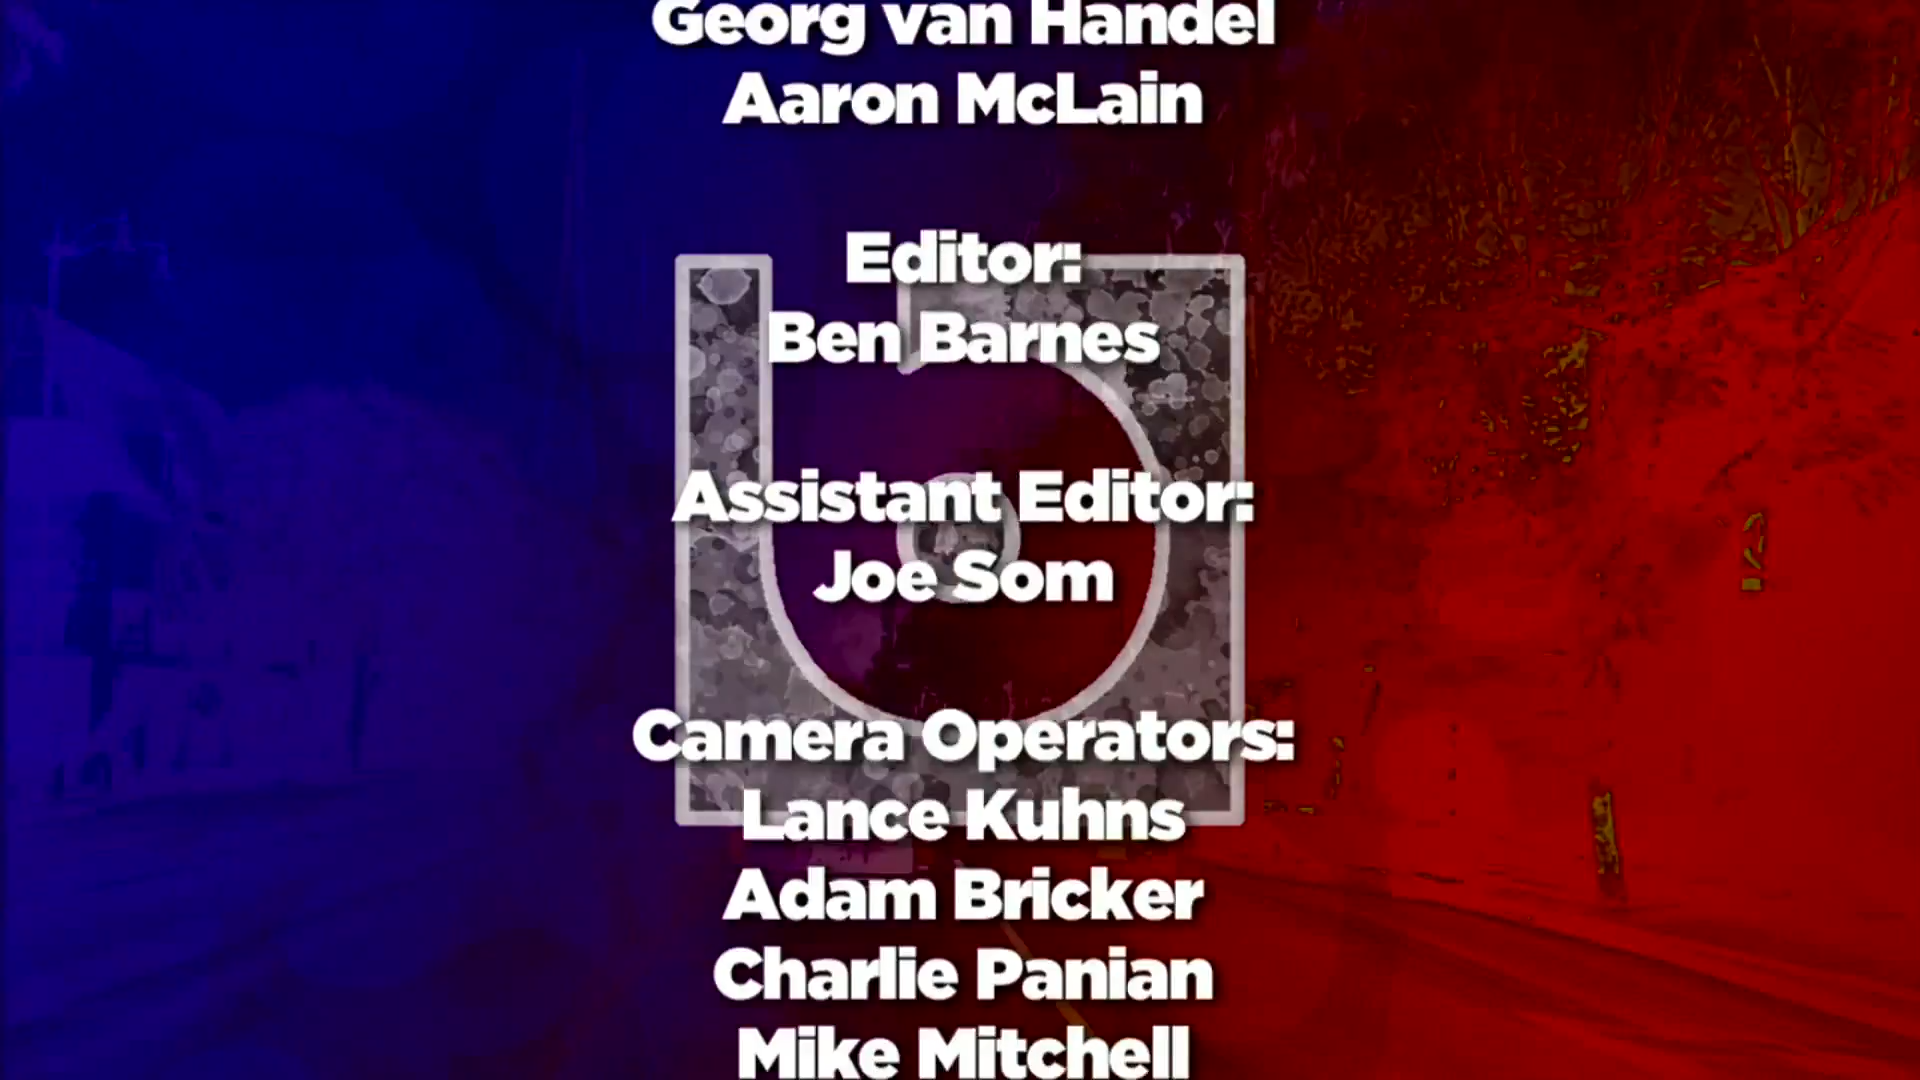 Georg van Handel
Aaron McLain
Editor:
Ben Barnes
Assistant Editor:
Joe Som
Camera Operators:
Lance Kuhns
Adam Bricker
Charlie Panian
Mike Mitchell